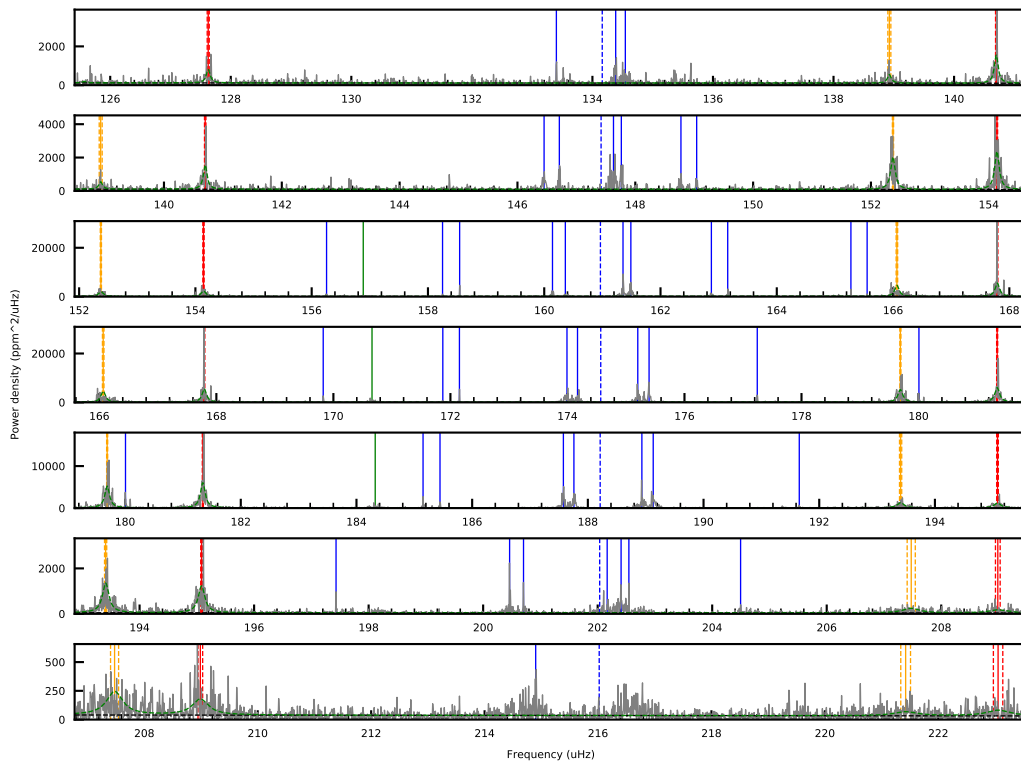 2000
0
126 128 130 132 134 136 138 140
4000
2000
0
140 142 144 146 148 150 152 154
20000
0
152 154 156 158 160 162 164 166 168
20000
0
166 168 170 172 174 176 178 180
10000
0
180 182 184 186 188 190 192 194
2000
0
194 196 198 200 202 204 206 208
500
250
0
208 210 212 214 216 218 220 222
Power density (ppm^2/uHz)
Frequency (uHz)